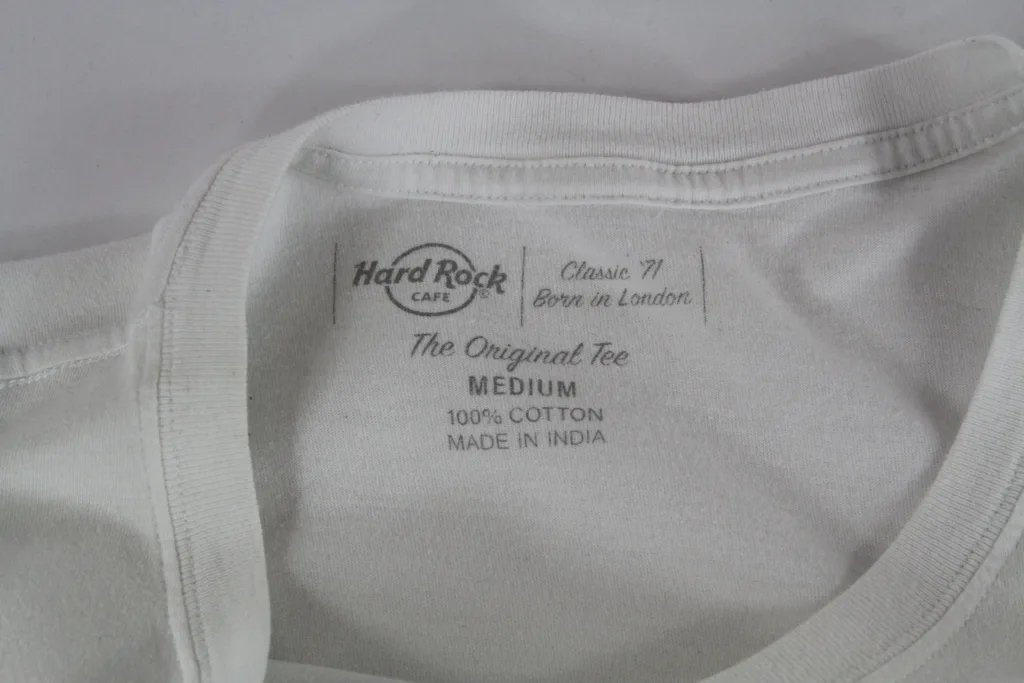 Hard Rock
CAFE ®
Classic '71
Born in London
The Original Tee
MEDIUM
100% COTTON
MADE IN INDIA